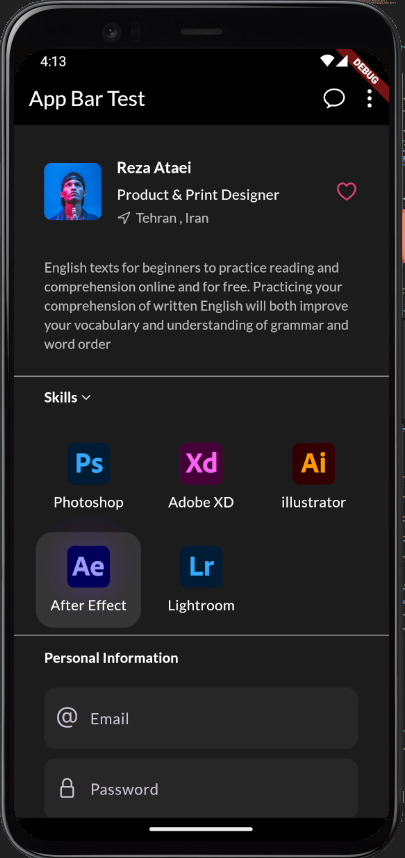 4:13
DEBUG
App Bar Test
Reza Ataei
Product & Print Designer
Tehran , Iran
English texts for beginners to practice reading and
comprehension online and for free. Practicing your
comprehension of written English will both improve
your vocabulary and understanding of grammar and
word order
Skills
Ps Xd Ai
Photoshop Adobe XD illustrator
Ae Lr
After Effect Lightroom
Personal Information
@ Email
Password